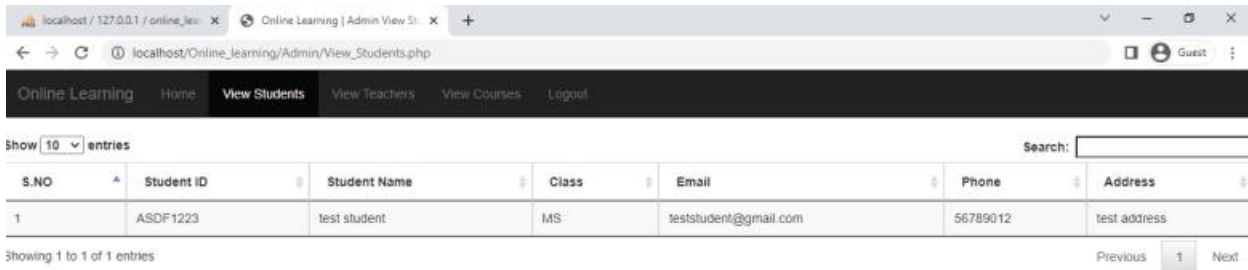 localhost / 127.0.0.1 / online_lea
Online Learning | Admin View St
localhost/Online_learning/Admin/View_Students.php
Guest
Online Learning Home View Students View Teachers View Courses Logout
Show 10 entries
Search:
S.NO Student ID Student Name Class Email Phone Address
1 ASDF1223 test student MS teststudent@gmail.com 56789012 test address
Showing 1 to 1 of 1 entries
Previous 1 Next